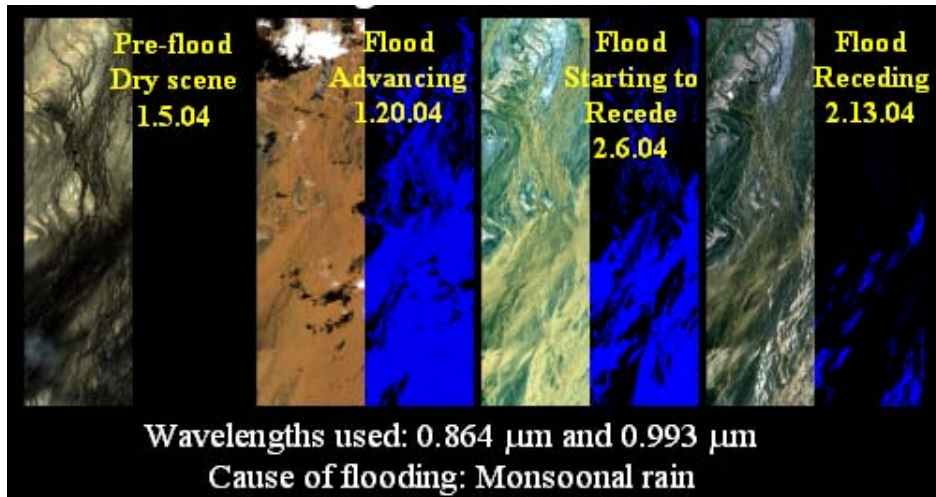 Pre-flood
Dry scene
1.5.04
Flood
Advancing
1.20.04
Flood
Starting to
Recede
2.6.04
Flood
Receding
2.13.04
Wavelengths used: 0.864 μm and 0.993 μm
Cause of flooding: Monsoonal rain